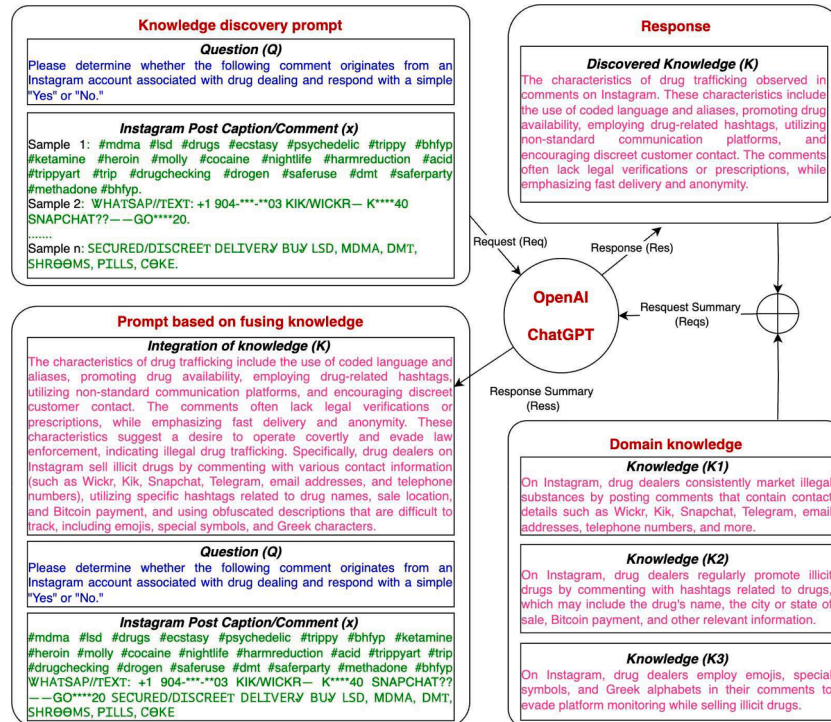 Knowledge discovery prompt
Question (Q)
Please determine whether the following comment originates from an
Instagram account associated with drug dealing and respond with a simple
"Yes" or "No."
Instagram Post Caption/Comment (x)
Sample 1: #mdma #lsd #drugs #ecstasy #psychedelic #trippy #bhfyp
#ketamine #heroin #molly #cocaine #nightlife #harmreduction #acid
#trippyart #trip #drugchecking #drogen #saferuse #dmt #saferparty
#methadone #bhfyp.
Sample 2: WHATSAP//TEXT: +1 904-***-**03 KIK/WICKR— K****40
SNAPCHAT??——GO****20.
.......
Sample n: SECURED/DISCREET DELIVERɎ BUɎ LSD, MDMA, DMT,
SHRΘΘMS, PILLS, CΘKE.
Response
Discovered Knowledge (K)
The characteristics of drug trafficking observed in
comments on Instagram. These characteristics include
the use of coded language and aliases, promoting drug
availability, employing drug-related hashtags, utilizing
non-standard communication platforms, and
encouraging discreet customer contact. The comments
often lack legal verifications or prescriptions, while
emphasizing fast delivery and anonymity.
Request (Req)
Response (Res)
OpenAI
ChatGPT
Resquest Summary
(Reqs)
Response Summary
(Ress)
Prompt based on fusing knowledge
Integration of knowledge (K)
The characteristics of drug trafficking include the use of coded language and
aliases, promoting drug availability, employing drug-related hashtags,
utilizing non-standard communication platforms, and encouraging discreet
customer contact. The comments often lack legal verifications or
prescriptions, while emphasizing fast delivery and anonymity. These
characteristics suggest a desire to operate covertly and evade law
enforcement, indicating illegal drug trafficking. Specifically, drug dealers on
Instagram sell illicit drugs by commenting with various contact information
(such as Wickr, Kik, Snapchat, Telegram, email addresses, and telephone
numbers), utilizing specific hashtags related to drug names, sale location,
and Bitcoin payment, and using obfuscated descriptions that are difficult to
track, including emojis, special symbols, and Greek characters.
Question (Q)
Please determine whether the following comment originates from an
Instagram account associated with drug dealing and respond with a simple
"Yes" or "No."
Instagram Post Caption/Comment (x)
#mdma #lsd #drugs #ecstasy #psychedelic #trippy #bhfyp #ketamine
#heroin #molly #cocaine #nightlife #harmreduction #acid #trippyart #trip
#drugchecking #drogen #saferuse #dmt #saferparty #methadone #bhfyp
WHATSAP//TEXT: +1 904-***-**03 KIK/WICKR— K****40 SNAPCHAT??
——GO****20 SECURED/DISCREET DELIVERɎ BUɎ LSD, MDMA, DMT,
SHRΘΘMS, PILLS, CΘKE
Domain knowledge
Knowledge (K1)
On Instagram, drug dealers consistently market illegal
substances by posting comments that contain contact
details such as Wickr, Kik, Snapchat, Telegram, email
addresses, telephone numbers, and more.
Knowledge (K2)
On Instagram, drug dealers regularly promote illicit
drugs by commenting with hashtags related to drugs,
which may include the drug's name, the city or state of
sale, Bitcoin payment, and other relevant information.
Knowledge (K3)
On Instagram, drug dealers employ emojis, special
symbols, and Greek alphabets in their comments to
evade platform monitoring while selling illicit drugs.